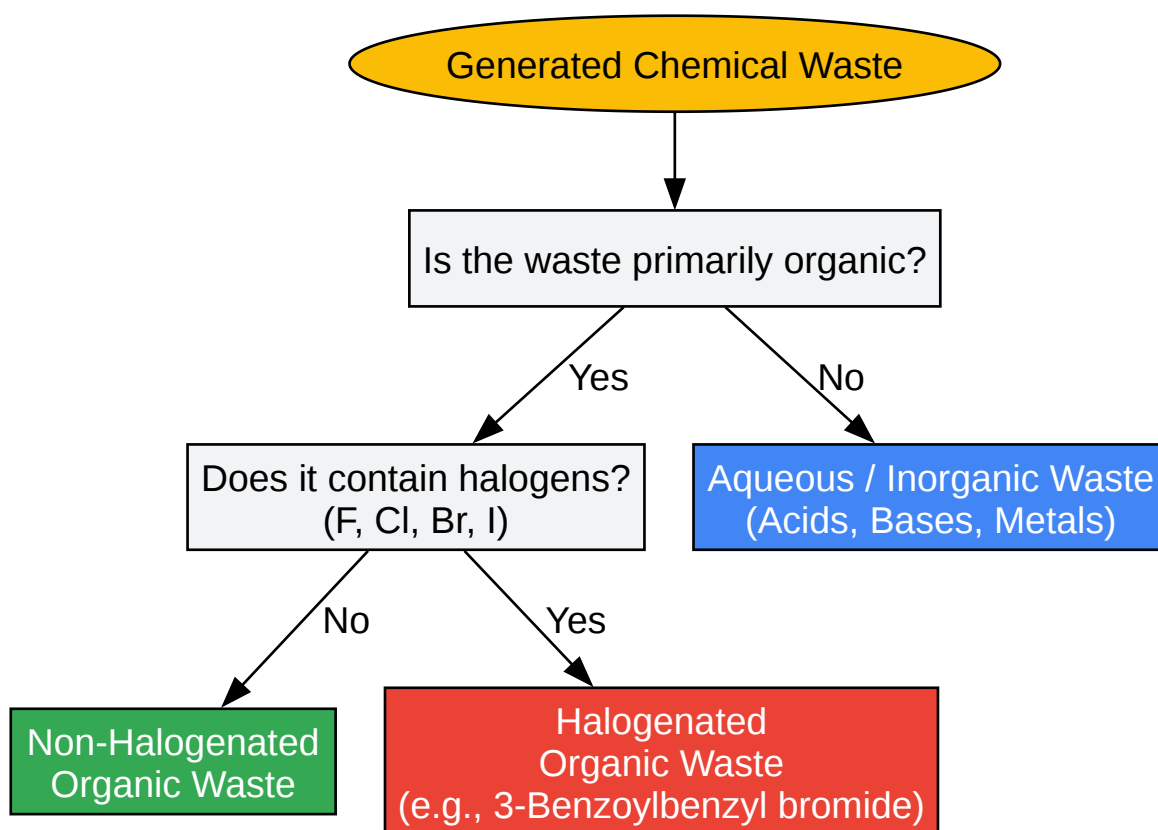 Generated Chemical Waste
Is the waste primarily organic?
Yes
No
Does it contain halogens?
(F, Cl, Br, I)
Aqueous / Inorganic Waste
(Acids, Bases, Metals)
No
Yes
Non-Halogenated
Organic Waste
Halogenated
Organic Waste
(e.g., 3-Benzoylbenzyl bromide)